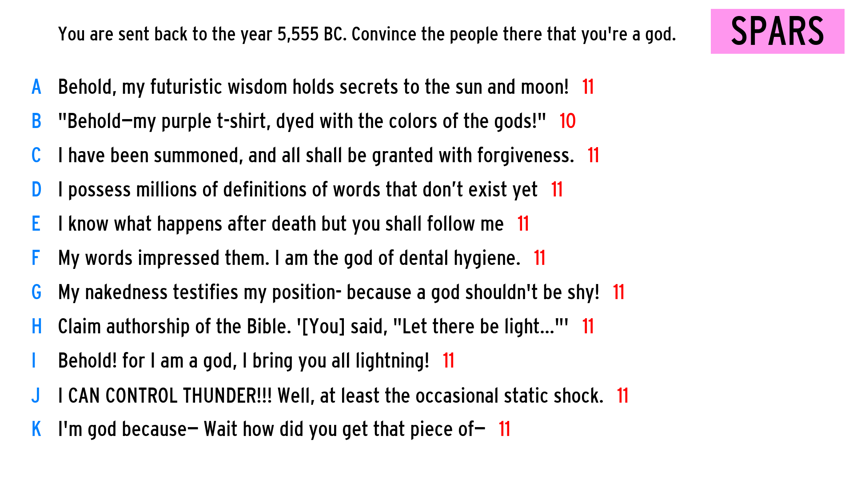 You are sent back to the year 5,555 BC. Convince the people there that you're a god.
SPARS
A Behold, my futuristic wisdom holds secrets to the sun and moon! 11
B "Behold—my purple t-shirt, dyed with the colors of the gods!" 10
C I have been summoned, and all shall be granted with forgiveness. 11
D I possess millions of definitions of words that don’t exist yet 11
E I know what happens after death but you shall follow me 11
F My words impressed them. I am the god of dental hygiene. 11
G My nakedness testifies my position- because a god shouldn't be shy! 11
H Claim authorship of the Bible. '[You] said, "Let there be light..."' 11
I Behold! for I am a god, I bring you all lightning! 11
J I CAN CONTROL THUNDER!!! Well, at least the occasional static shock. 11
K I'm god because— Wait how did you get that piece of— 11